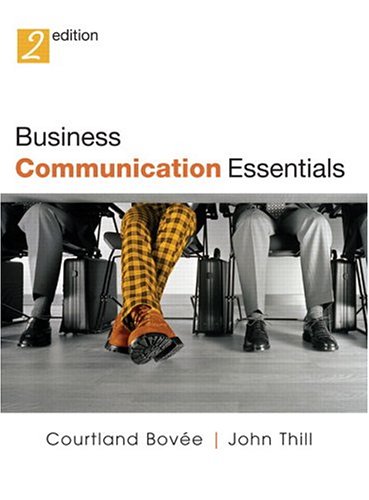 2 edition
Business
Communication Essentials
Courtland Bovée | John Thill